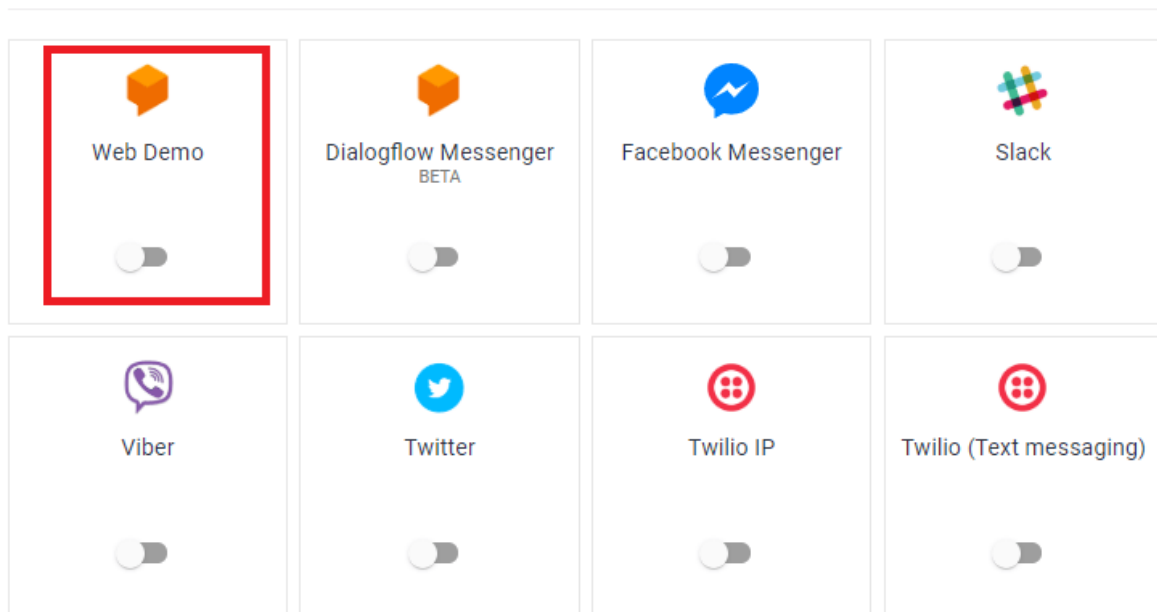 Web Demo
Dialogflow Messenger
BETA
Facebook Messenger
Slack
Viber
Twitter
Twilio IP
Twilio (Text messaging)